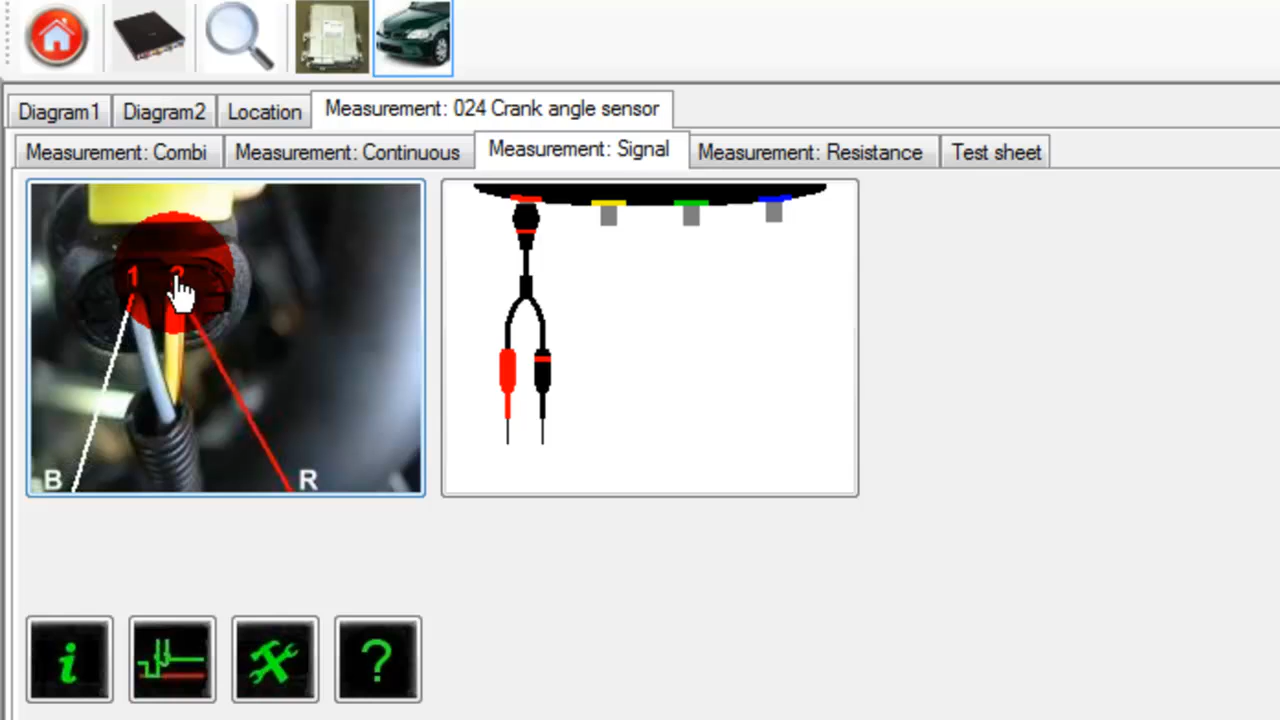 Diagram1 Diagram2 Location Measurement: 024 Crank angle sensor
Measurement: Combi Measurement: Continuous Measurement: Signal Measurement: Resistance Test sheet
1 2
B R
i ?